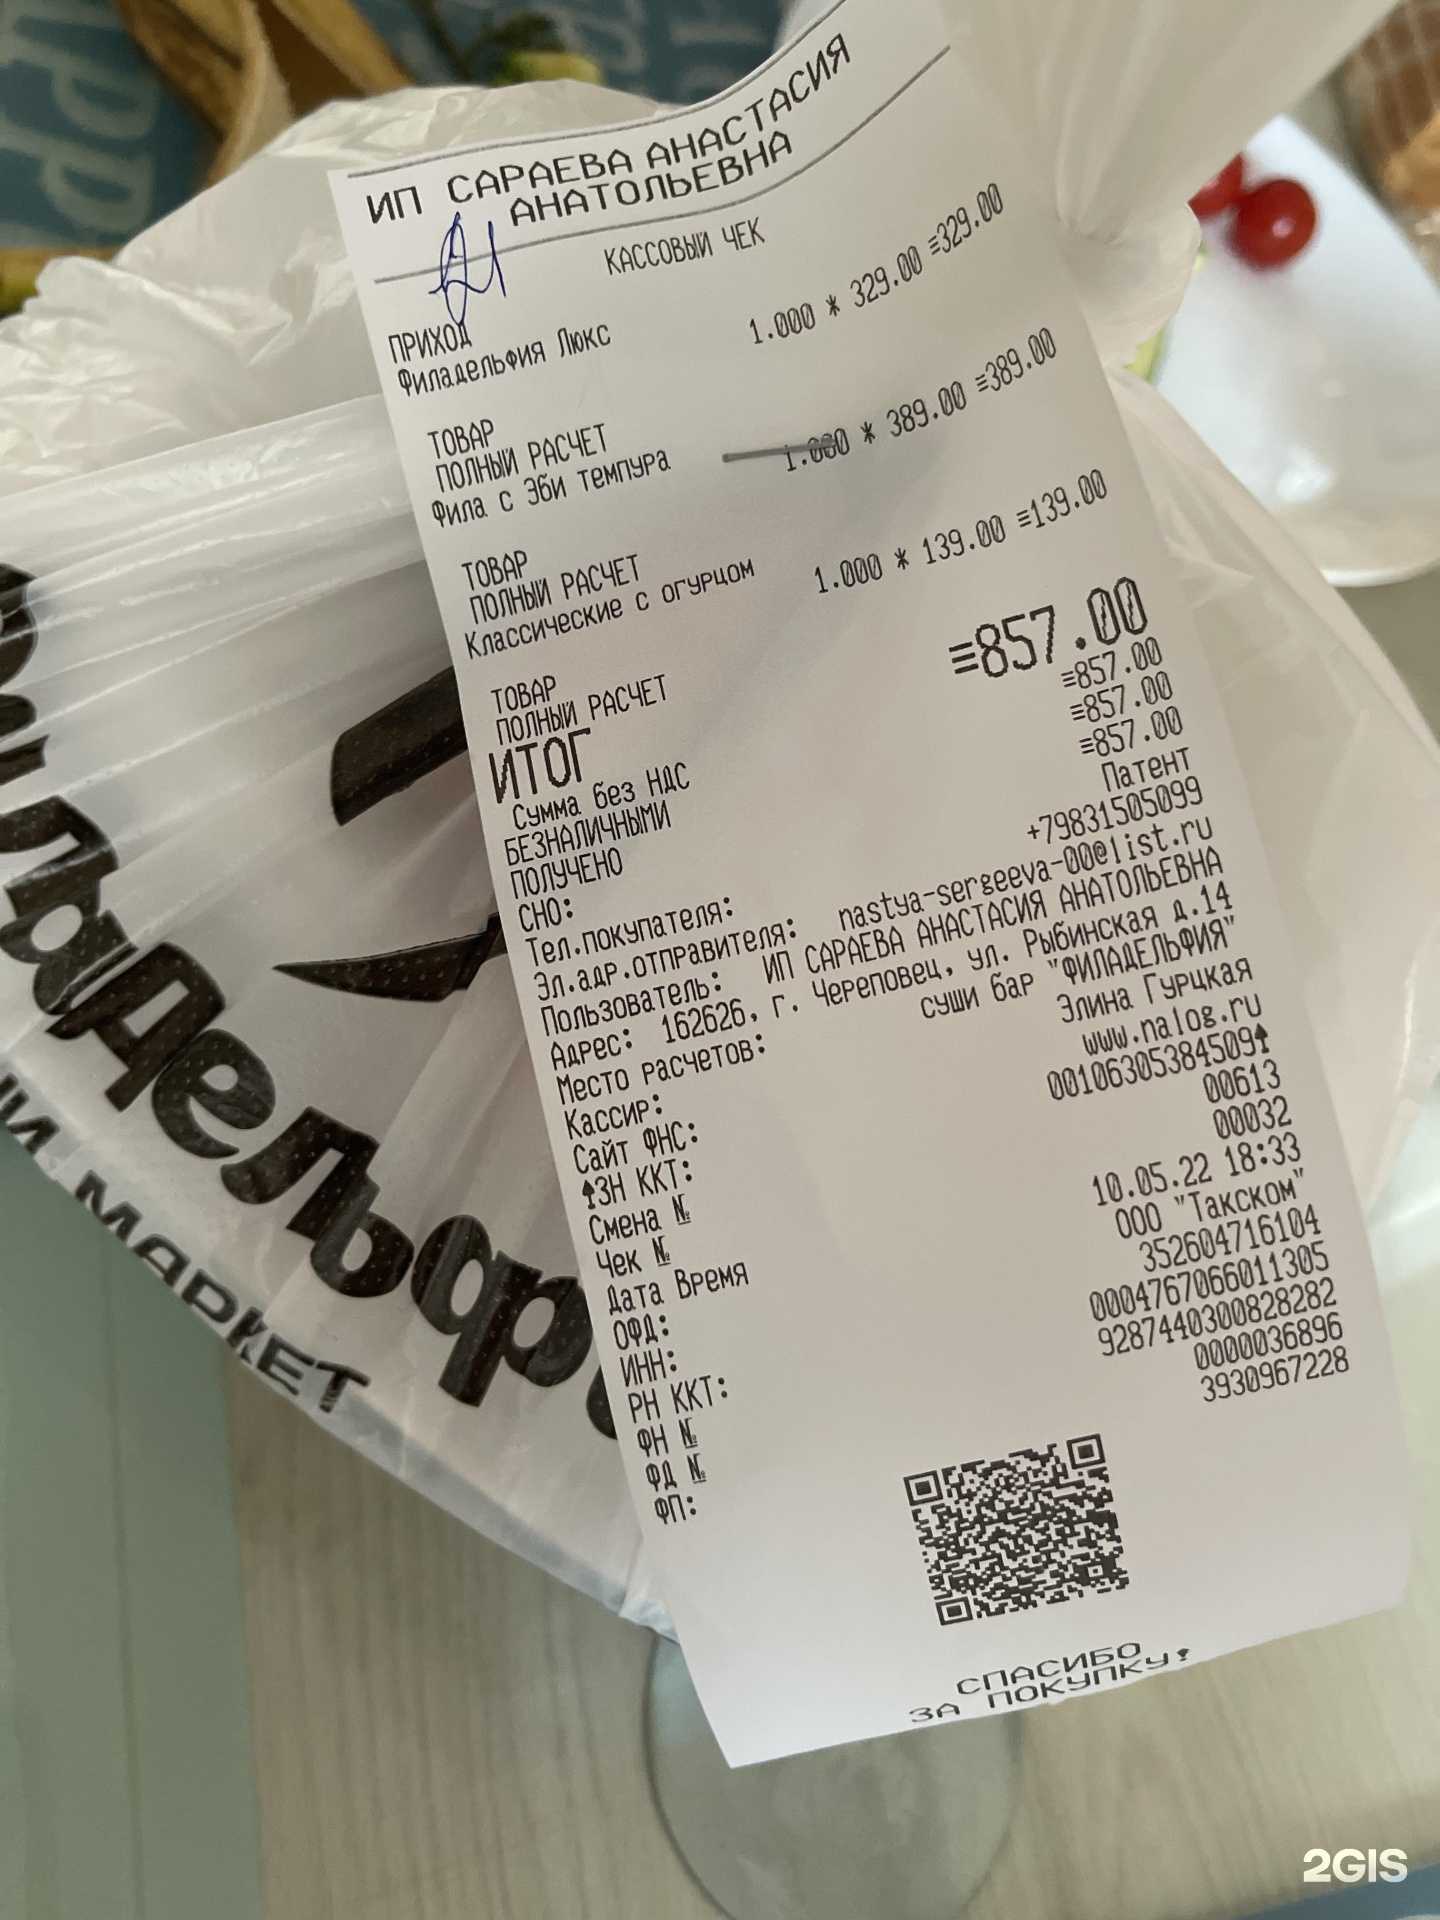 ИП САРАЕВА АНАСТАСИЯ
АНАТОЛЬЕВНА
КАССОВЫЙ ЧЕК
ПРИХОД
Филадельфия Люкс
1.000 * 329.00 ≡329.00
ТОВАР
ПОЛНЫЙ РАСЧЕТ
Фила с Эби темпура
1.000 * 389.00 ≡389.00
ТОВАР
ПОЛНЫЙ РАСЧЕТ
Классические с огурцом
1.000 * 139.00 ≡139.00
ТОВАР
ПОЛНЫЙ РАСЧЕТ
ИТОГ ≡857.00
Сумма без НДС ≡857.00
БЕЗНАЛИЧНЫМИ ≡857.00
ПОЛУЧЕНО ≡857.00
СНО: Патент
Тел.покупателя: +79831505099
Эл.адр.отправителя: nastya-sergeeva-00@list.ru
Пользователь: ИП САРАЕВА АНАСТАСИЯ АНАТОЛЬЕВНА
Адрес: 162626, г. Череповец, ул. Рыбинская д.14
Место расчетов: суши бар "ФИЛАДЕЛЬФИЯ"
Кассир: Элина Гурцкая
Сайт ФНС: www.nalog.ru
ЗН ККТ: 00106305384509
Смена № 00613
Чек № 00032
Дата Время 10.05.22 18:33
ОФД: ООО "Такском"
ИНН: 352604716104
РН ККТ: 0004767066011305
ФН № 9287440300828282
ФД № 0000036896
ФП: 3930967228
СПАСИБО
ЗА ПОКУПКУ!
МАРКЕТ
2GIS